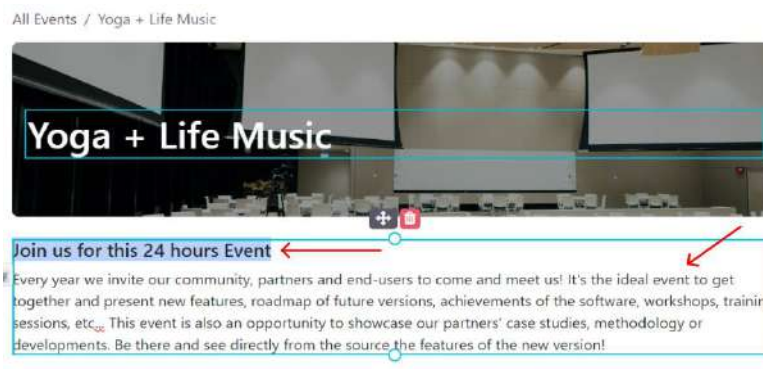 All Events / Yoga + Life Music
Yoga + Life Music
Join us for this 24 hours Event
Every year we invite our community, partners and end-users to come and meet us! It's the ideal event to get
together and present new features, roadmap of future versions, achievements of the software, workshops, trainin
sessions, etc... This event is also an opportunity to showcase our partners' case studies, methodology or
developments. Be there and see directly from the source the features of the new version!